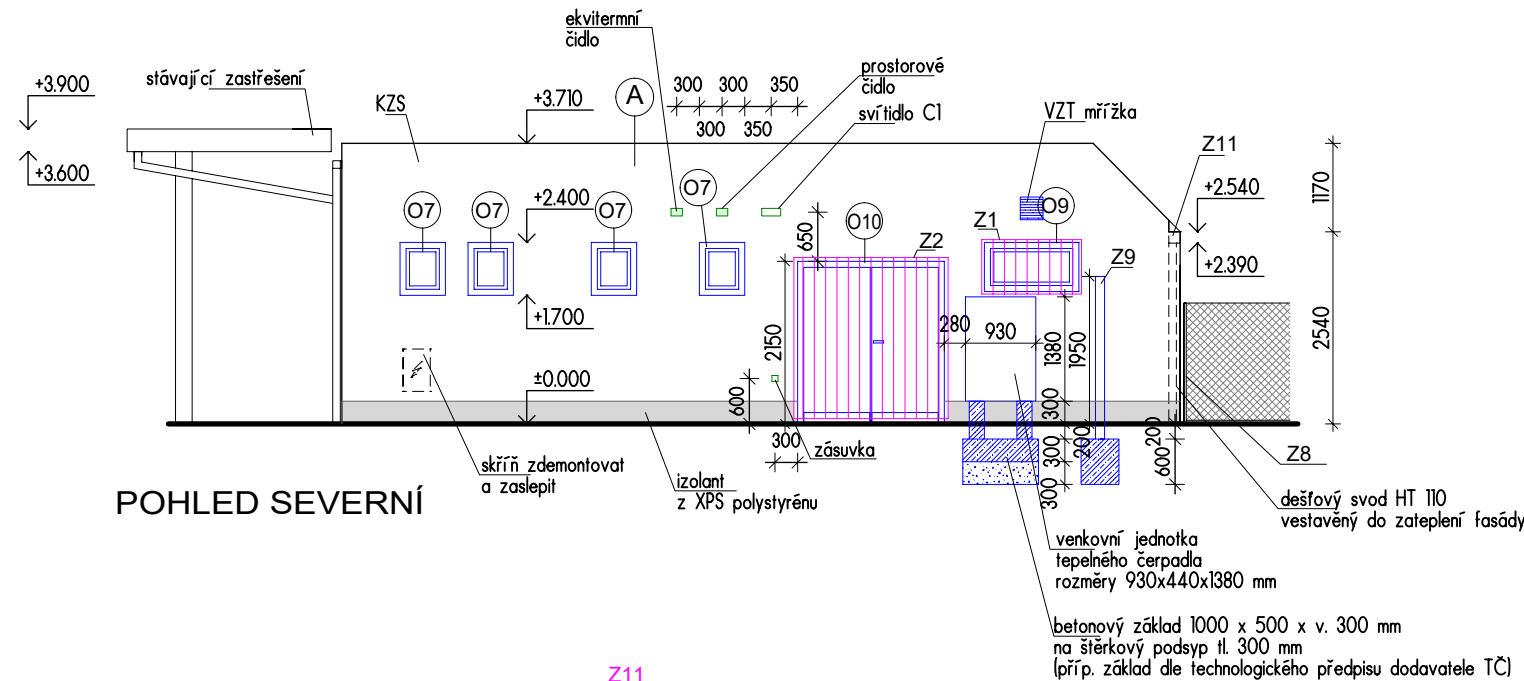 ekvitermní
čidlo
+3.900
stávající zastřešení
KZS
+3.710
A
300 300 350
300 350
prostorové
čidlo
svítidlo C1
VZT mřížka
Z11
+3.600
+2.540
1170
O7
O7
+2.400
O7
O7
650
O10
Z2
Z1
O9
Z9
+2.390
+1.700
2150
280
930
1380
1950
2540
±0.000
600
300
300
zásuvka
200
200
300
600
300
skříň zdemontovat
a zaslepit
izolant
z XPS polystyrénu
Z8
POHLED SEVERNÍ
dešťový svod HT 110
vestavěný do zateplení fasády
venkovní jednotka
tepelného čerpadla
rozměry 930x440x1380 mm
betonový základ 1000 x 500 x v. 300 mm
na štěrkový podsyp tl. 300 mm
(příp. základ dle technologického předpisu dodavatele TČ)
Z11